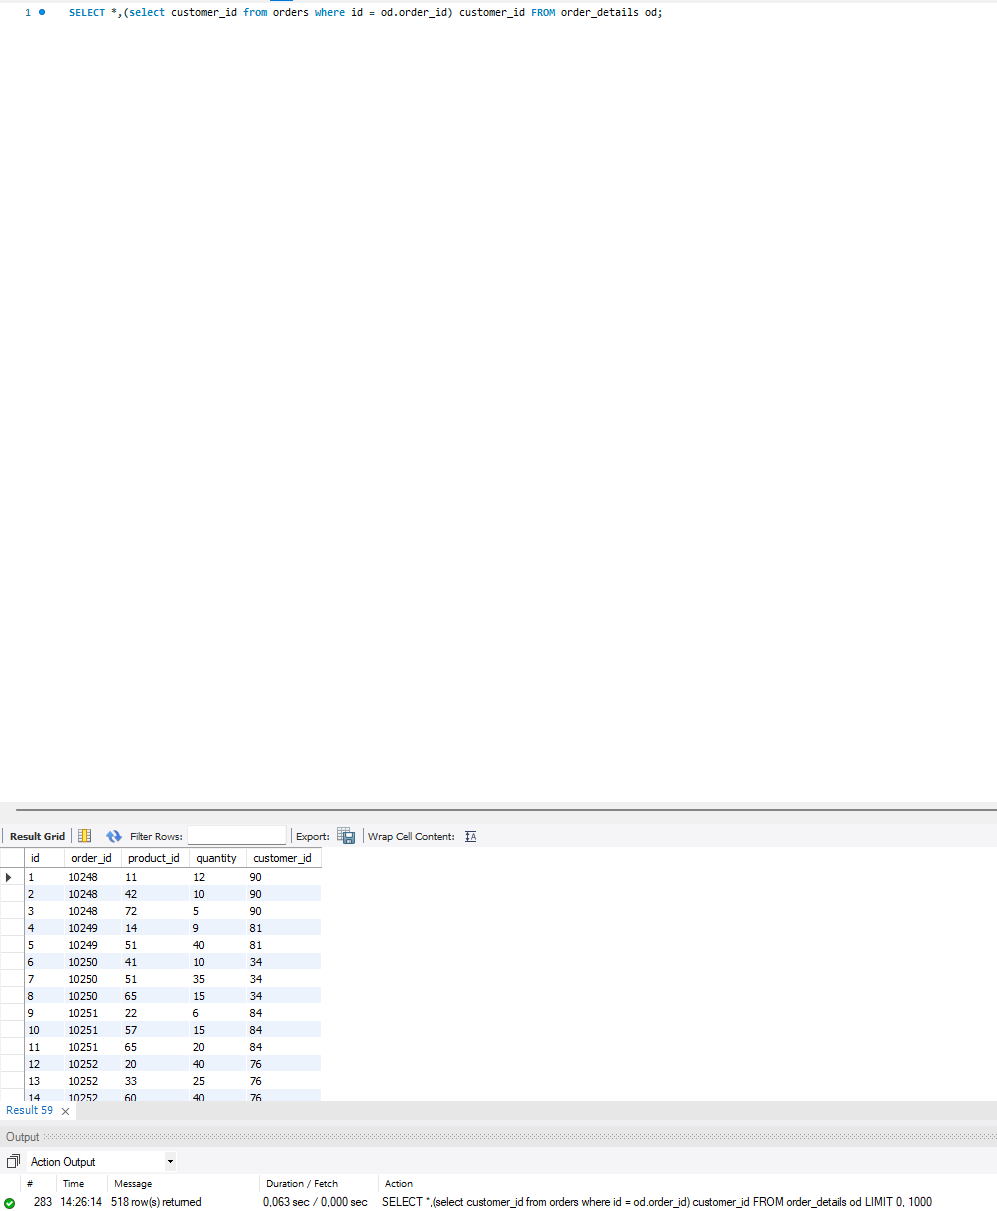 1 SELECT *,(select customer_id from orders where id = od.order_id) customer_id FROM order_details od;
Result Grid Filter Rows: Export: Wrap Cell Content:
id order_id product_id quantity customer_id
1 10248 11 12 90
2 10248 42 10 90
3 10248 72 5 90
4 10249 14 9 81
5 10249 51 40 81
6 10250 41 10 34
7 10250 51 35 34
8 10250 65 15 34
9 10251 22 6 84
10 10251 57 15 84
11 10251 65 20 84
12 10252 20 40 76
13 10252 33 25 76
14 10252 60 40 76
Result 59
Output
Action Output
# Time Message Duration / Fetch Action
283 14:26:14 518 row(s) returned 0,063 sec / 0,000 sec SELECT *,(select customer_id from orders where id = od.order_id) customer_id FROM order_details od LIMIT 0, 1000